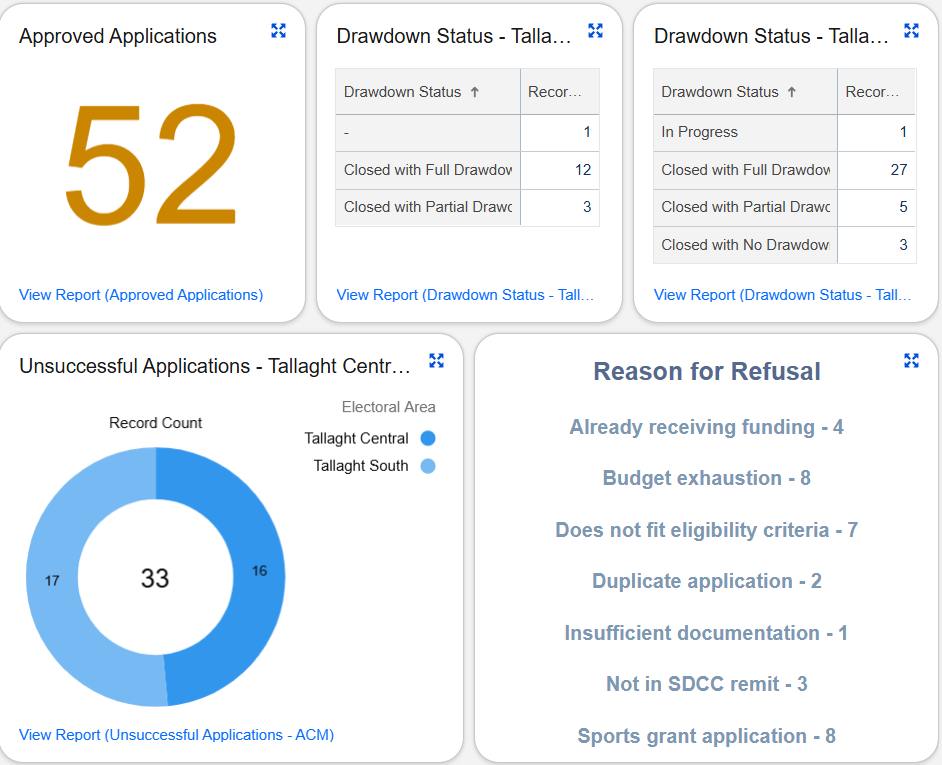 Approved Applications
52
View Report (Approved Applications)
Drawdown Status - Talla...
Drawdown Status ↑ Recor...
- 1
Closed with Full Drawdow 12
Closed with Partial Drawd 3
View Report (Drawdown Status - Tall...
Drawdown Status - Talla...
Drawdown Status ↑ Recor...
In Progress 1
Closed with Full Drawdow 27
Closed with Partial Drawd 5
Closed with No Drawdow 3
View Report (Drawdown Status - Tall...
Unsuccessful Applications - Tallaght Centr...
Electoral Area
Tallaght Central
Tallaght South
Record Count
17
33
16
View Report (Unsuccessful Applications - ACM)
Reason for Refusal
Already receiving funding - 4
Budget exhaustion - 8
Does not fit eligibility criteria - 7
Duplicate application - 2
Insufficient documentation - 1
Not in SDCC remit - 3
Sports grant application - 8